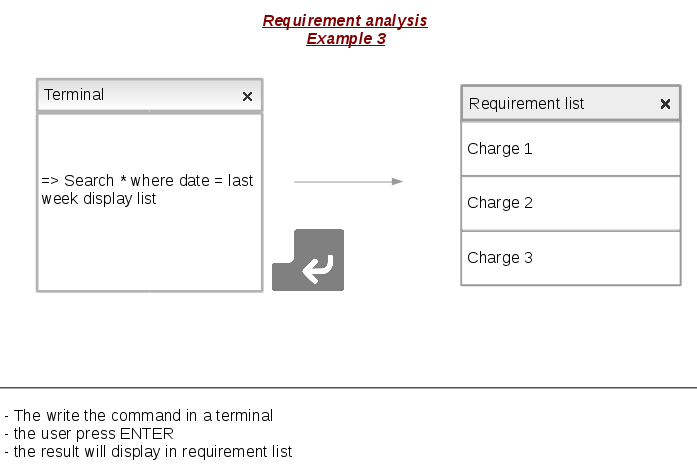 Requirement analysis
Example 3
Terminal
=> Search * where date = last
week display list
Requirement list
Charge 1
Charge 2
Charge 3
- The write the command in a terminal
- the user press ENTER
- the result will display in requirement list